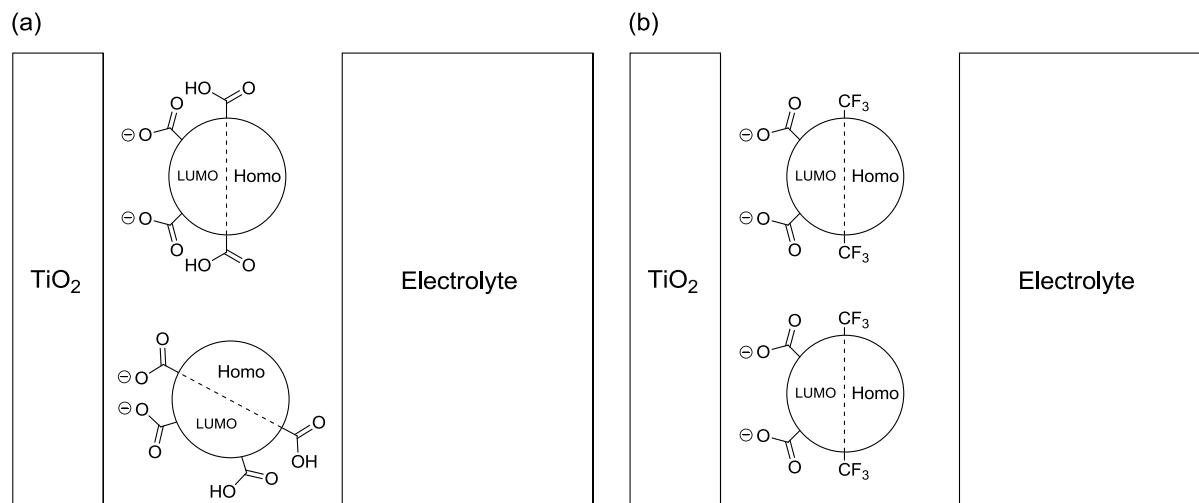 (a)
HO
O
O
⊖ O
LUMO
Homo
⊖ O
O
HO
O
TiO₂
Electrolyte
O
Homo
⊖ O
⊖ O
LUMO
O
O
OH
HO
O
(b)
O
CF₃
⊖ O
LUMO
Homo
⊖ O
O
CF₃
TiO₂
Electrolyte
O
CF₃
⊖ O
LUMO
Homo
⊖ O
O
CF₃